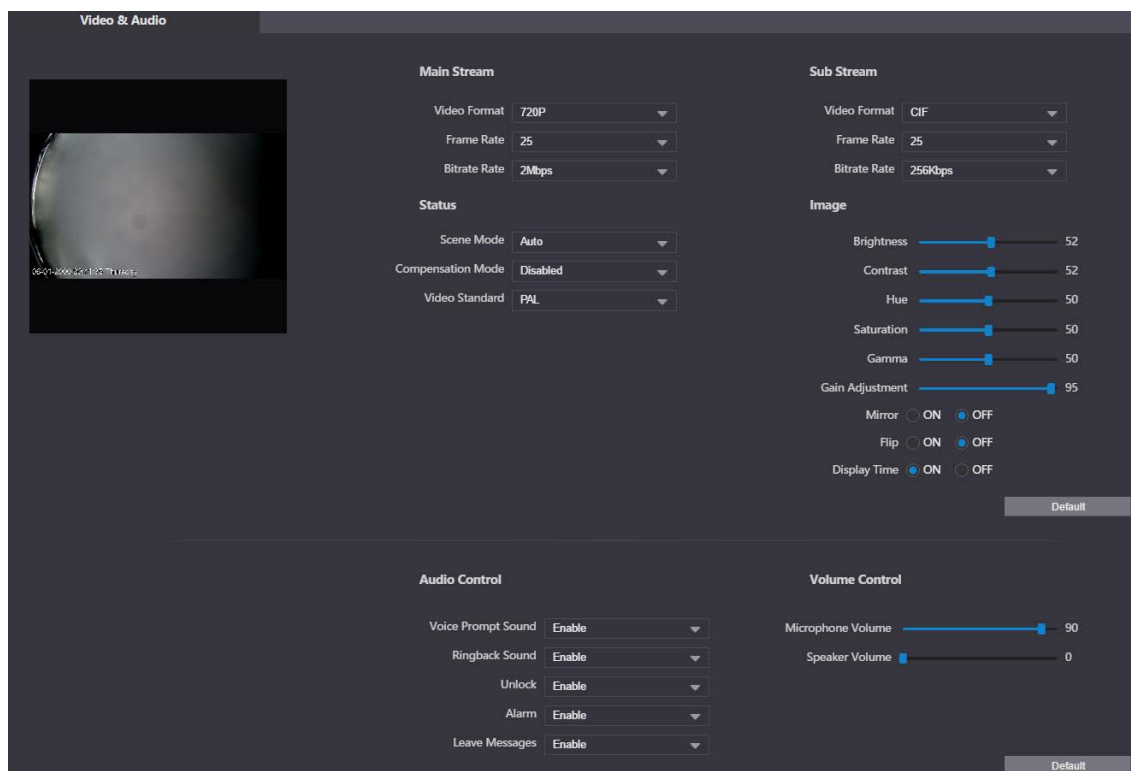 Video & Audio
Main Stream
Video Format 720P
Frame Rate 25
Bitrate Rate 2Mbps
Status
Scene Mode Auto
Compensation Mode Disabled
Video Standard PAL
Sub Stream
Video Format CIF
Frame Rate 25
Bitrate Rate 256Kbps
Image
Brightness 52
Contrast 52
Hue 50
Saturation 50
Gamma 50
Gain Adjustment 95
Mirror ON OFF
Flip ON OFF
Display Time ON OFF
Default
Audio Control
Voice Prompt Sound Enable
Ringback Sound Enable
Unlock Enable
Alarm Enable
Leave Messages Enable
Volume Control
Microphone Volume 90
Speaker Volume 0
Default